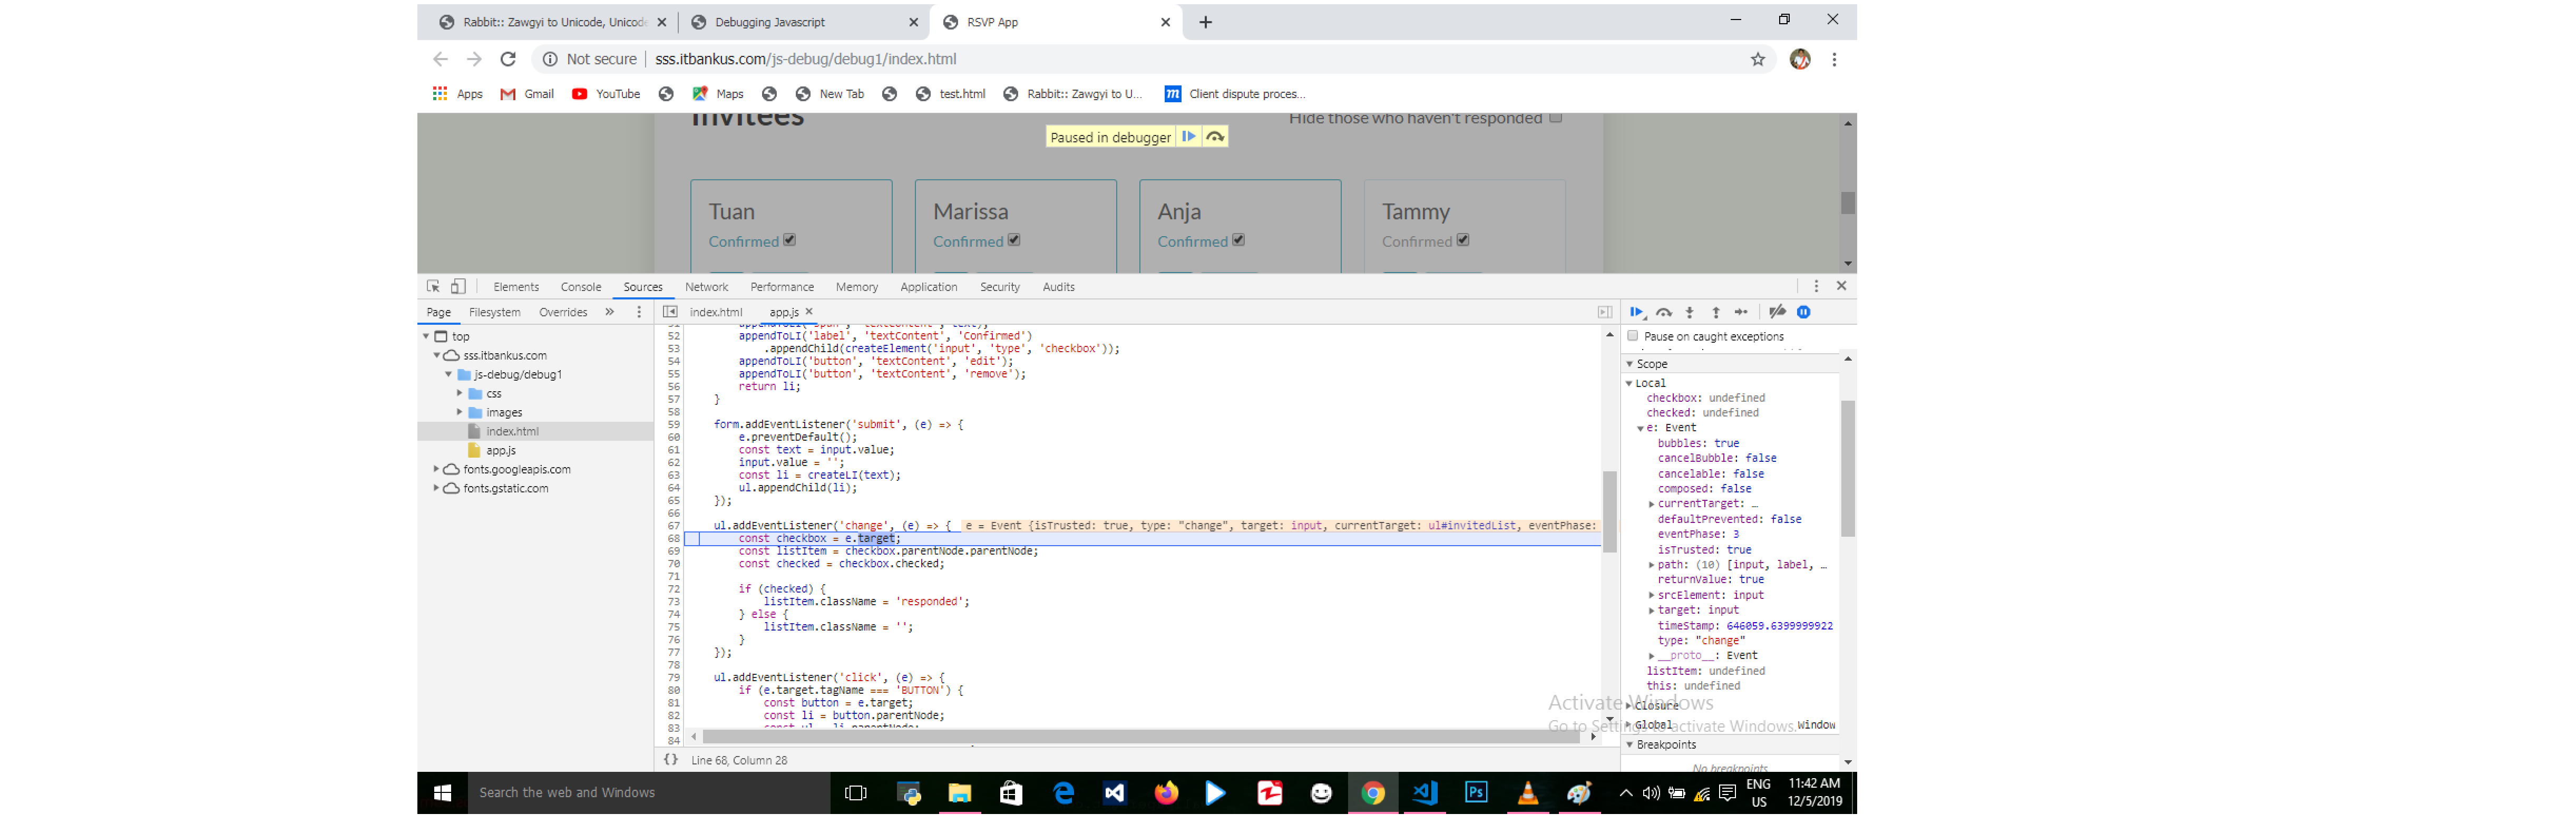 Rabbit:: Zawgyi to Unicode, Unicode
Debugging Javascript
RSVP App
Not secure | sss.itbankus.com/js-debug/debug1/index.html
Apps Gmail YouTube Maps New Tab test.html Rabbit:: Zawgyi to U... Client dispute proces...
Invitees
Hide those who haven't responded
Paused in debugger
Tuan Marissa Anja Tammy
Confirmed Confirmed Confirmed Confirmed
Elements Console Sources Network Performance Memory Application Security Audits
Page Filesystem Overrides »
index.html app.js
top
sss.itbankus.com
js-debug/debug1
css
images
index.html
app.js
fonts.googleapis.com
fonts.gstatic.com
51 appendToLI('span', 'textContent', text);
52 appendToLI('label', 'textContent', 'Confirmed')
53 .appendChild(createElement('input', 'type', 'checkbox'));
54 appendToLI('button', 'textContent', 'edit');
55 appendToLI('button', 'textContent', 'remove');
56 return li;
57 }
58
59 form.addEventListener('submit', (e) => {
60 e.preventDefault();
61 const text = input.value;
62 input.value = '';
63 const li = createLI(text);
64 ul.appendChild(li);
65 });
66
67 ul.addEventListener('change', (e) => { e = Event {isTrusted: true, type: "change", target: input, currentTarget: ul#invitedList, eventPhase:
68 const checkbox = e.target;
69 const listItem = checkbox.parentNode.parentNode;
70 const checked = checkbox.checked;
71
72 if (checked) {
73 listItem.className = 'responded';
74 } else {
75 listItem.className = '';
76 }
77 });
78
79 ul.addEventListener('click', (e) => {
80 if (e.target.tagName === 'BUTTON') {
81 const button = e.target;
82 const li = button.parentNode;
83 const ul = li.parentNode;
84
{} Line 68, Column 28
Pause on caught exceptions
Scope
Local
checkbox: undefined
checked: undefined
e: Event
bubbles: true
cancelBubble: false
cancelable: false
composed: false
currentTarget: …
defaultPrevented: false
eventPhase: 3
isTrusted: true
path: (10) [input, label, …
returnValue: true
srcElement: input
target: input
timeStamp: 646059.6399999922
type: "change"
__proto__: Event
listItem: undefined
this: undefined
Closure
Global Window
Breakpoints
No breakpoints
Activate Windows
Go to Settings to activate Windows.
Search the web and Windows
Ps
ENG
US
11:42 AM
12/5/2019